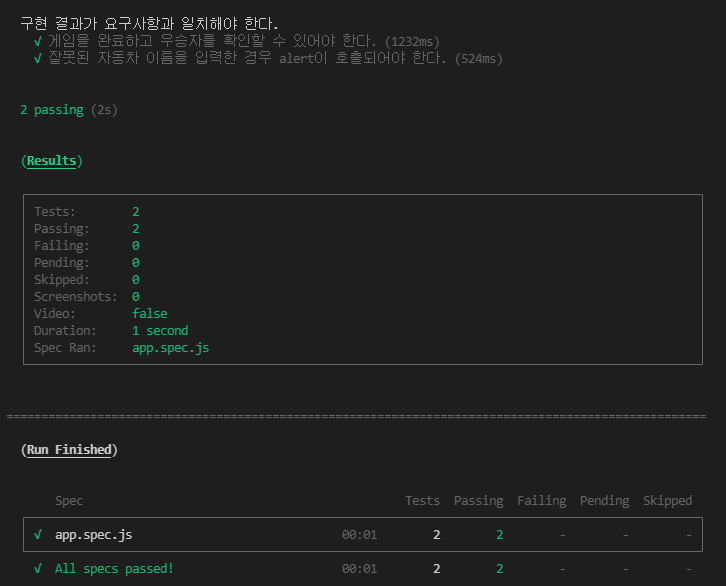 구현 결과가 요구사항과 일치해야 한다.
√ 게임을 완료하고 우승자를 확인할 수 있어야 한다. (1232ms)
√ 잘못된 자동차 이름을 입력한 경우 alert이 호출되어야 한다. (524ms)
2 passing (2s)
(Results)
Tests: 2
Passing: 2
Failing: 0
Pending: 0
Skipped: 0
Screenshots: 0
Video: false
Duration: 1 second
Spec Ran: app.spec.js
====================================================================================================
(Run Finished)
Spec Tests Passing Failing Pending Skipped
√ app.spec.js 00:01 2 2 - - -
√ All specs passed! 00:01 2 2 - - -